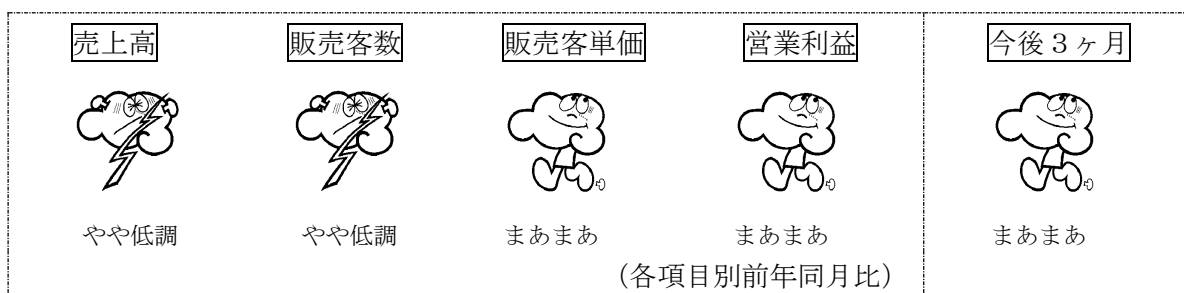 売上高 販売客数 販売客単価 営業利益 今後３ヶ月
やや低調 やや低調 まあまあ まあまあ まあまあ
（各項目別前年同月比）